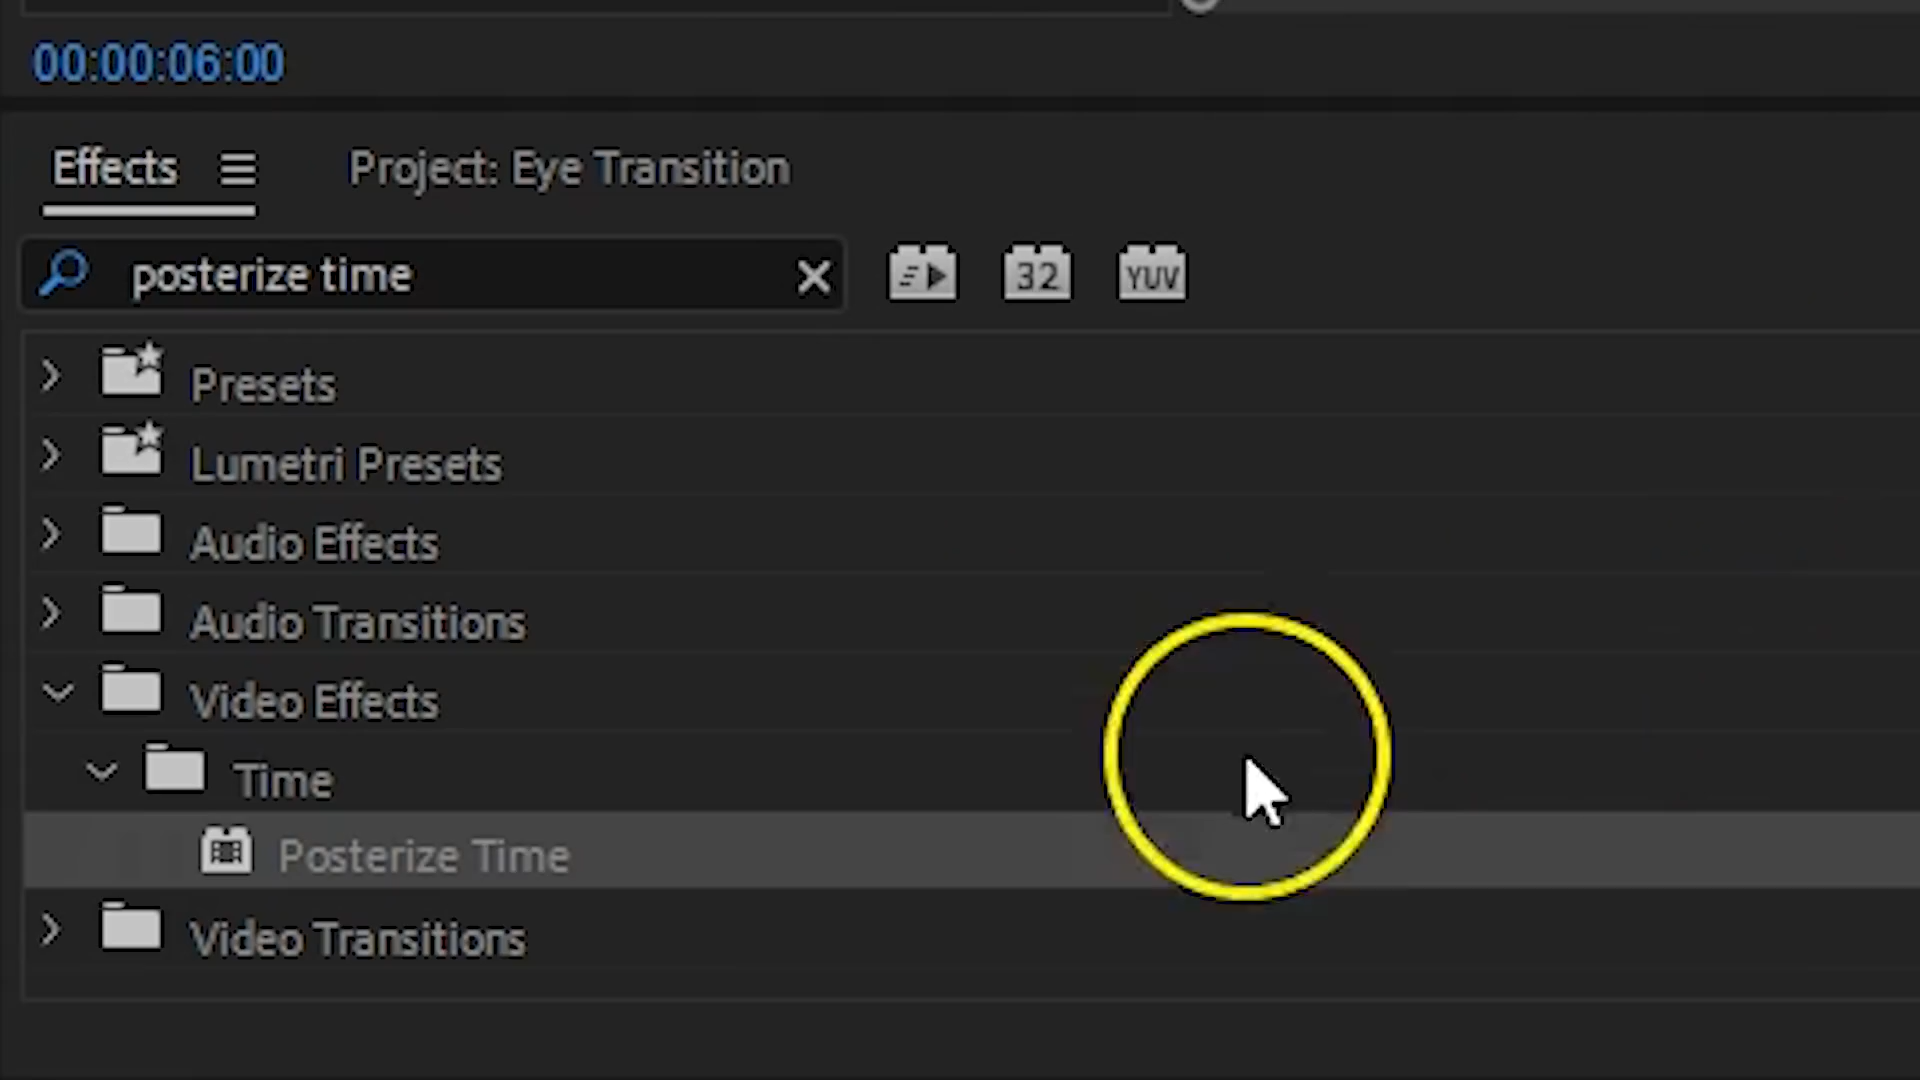 00:00:06:00
Effects Project: Eye Transition
posterize time 32 YUV
Presets
Lumetri Presets
Audio Effects
Audio Transitions
Video Effects
Time
Posterize Time
Video Transitions